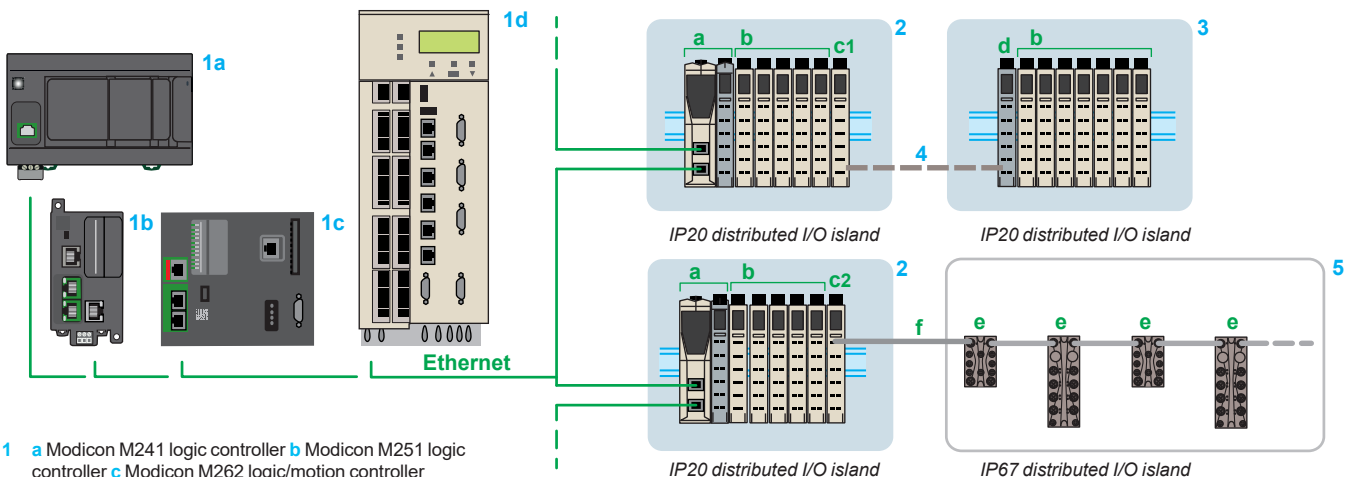 1a
1b
1c
1d
Ethernet
a b c1
2
IP20 distributed I/O island
4
d b
3
IP20 distributed I/O island
a b c2
2
IP20 distributed I/O island
f
e e e e
5
IP67 distributed I/O island
1 a Modicon M241 logic controller b Modicon M251 logic
controller c Modicon M262 logic/motion controller